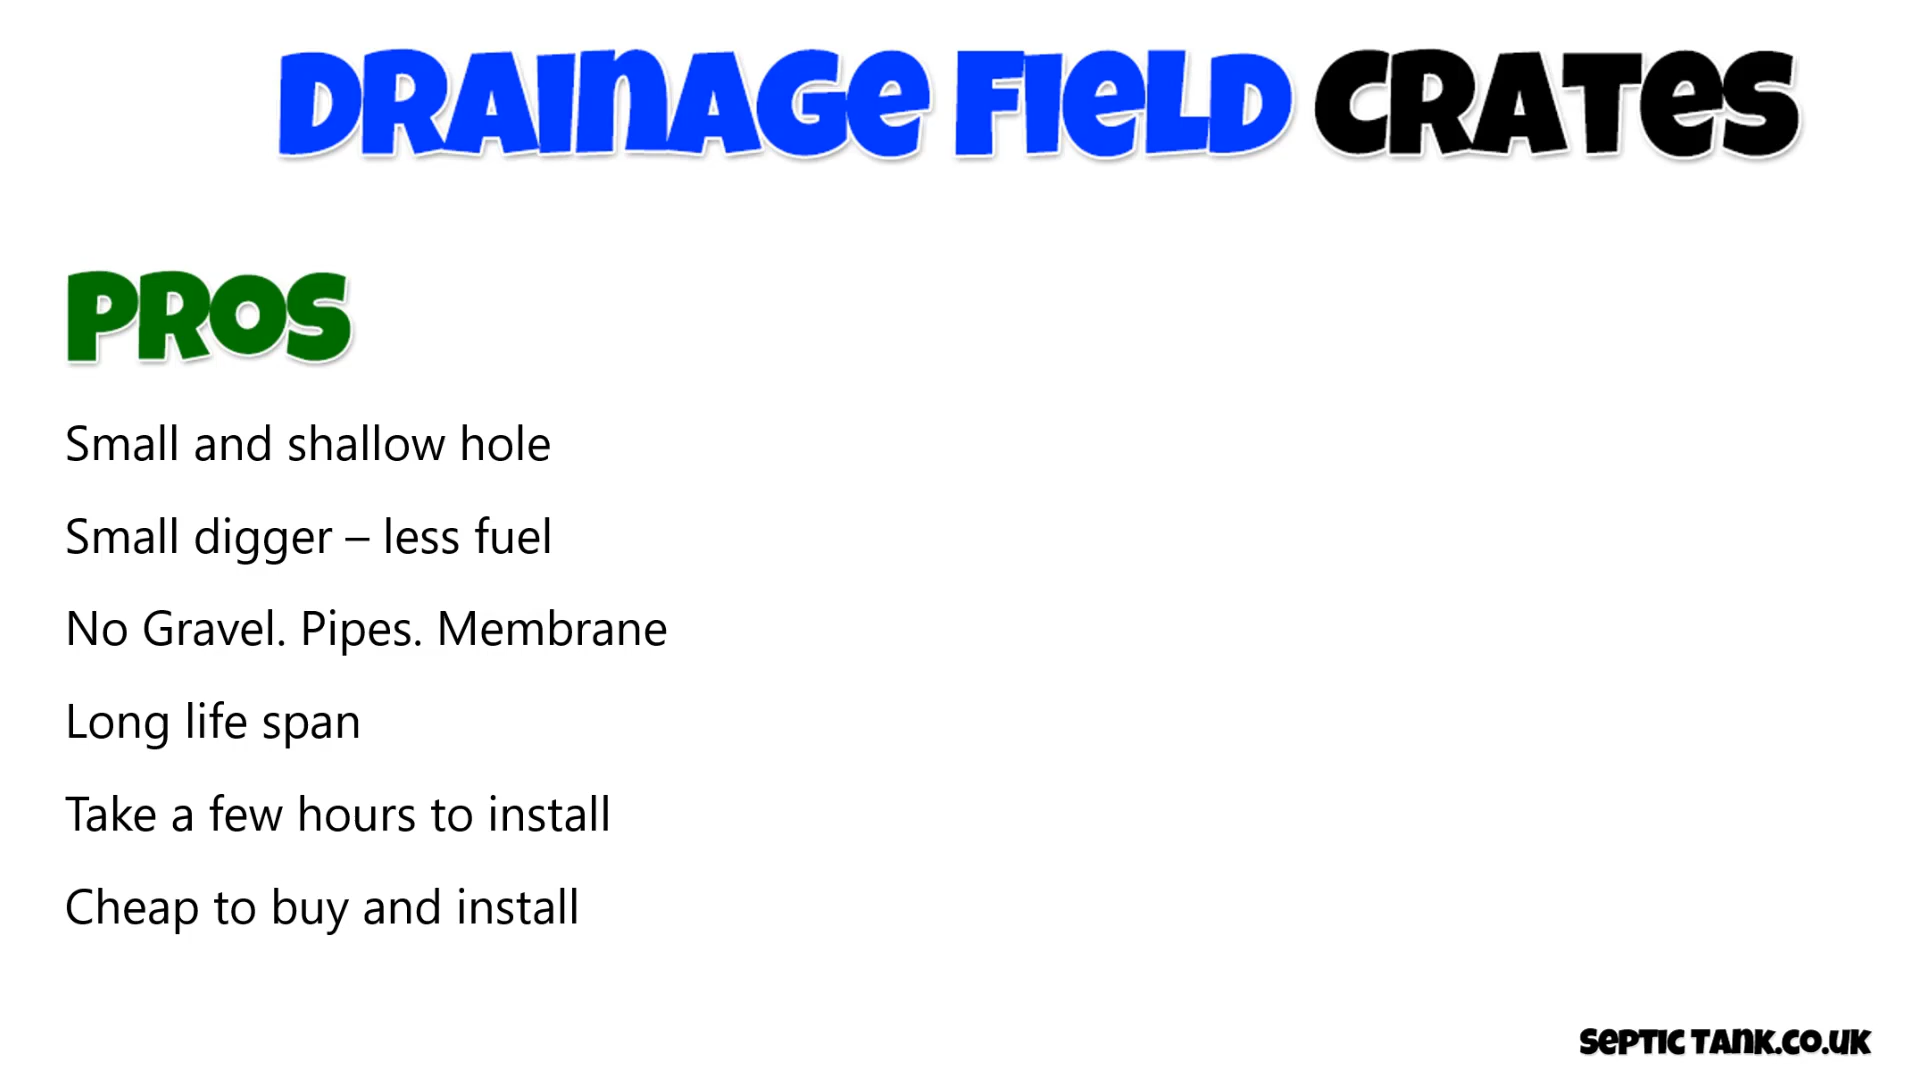 DRAINAGE FIELD CRATES
PROS
Small and shallow hole
Small digger – less fuel
No Gravel. Pipes. Membrane
Long life span
Take a few hours to install
Cheap to buy and install
SEPTIC TANK.CO.UK